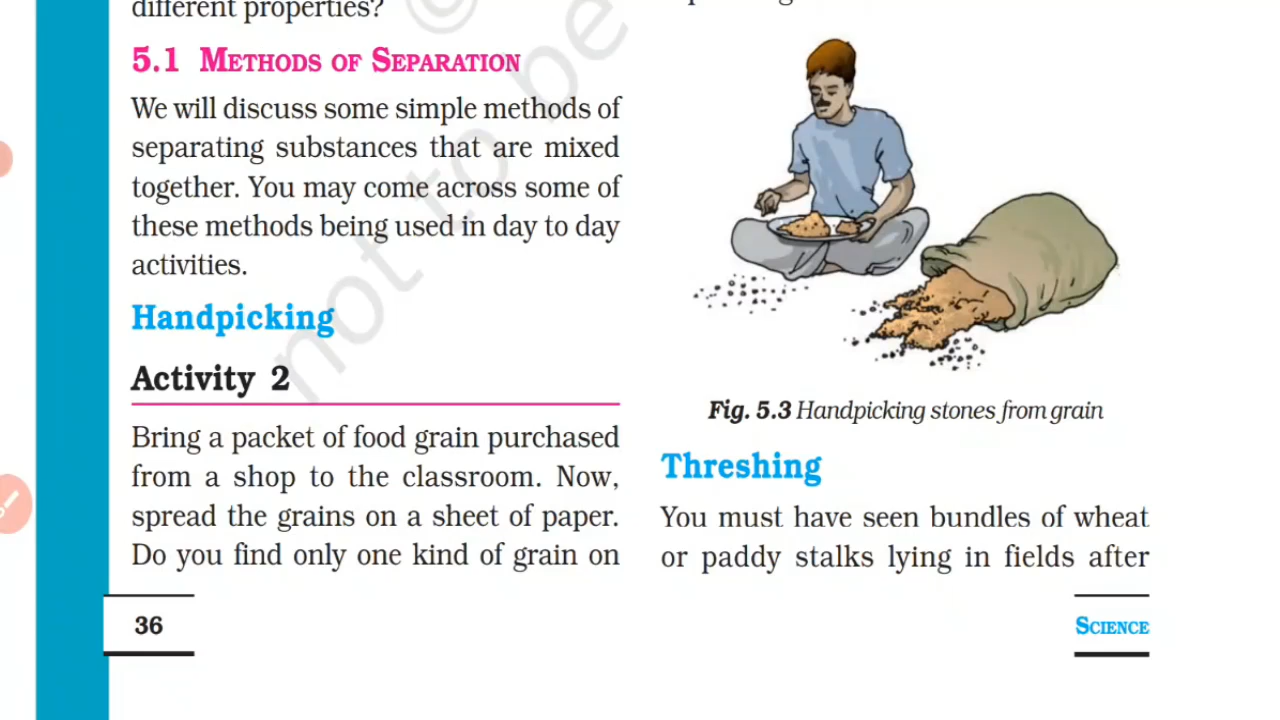 different properties?
5.1 METHODS OF SEPARATION
We will discuss some simple methods of
separating substances that are mixed
together. You may come across some of
these methods being used in day to day
activities.
Handpicking
Activity 2
Bring a packet of food grain purchased
from a shop to the classroom. Now,
spread the grains on a sheet of paper.
Do you find only one kind of grain on
Fig. 5.3 Handpicking stones from grain
Threshing
You must have seen bundles of wheat
or paddy stalks lying in fields after
36
SCIENCE
©
not to be